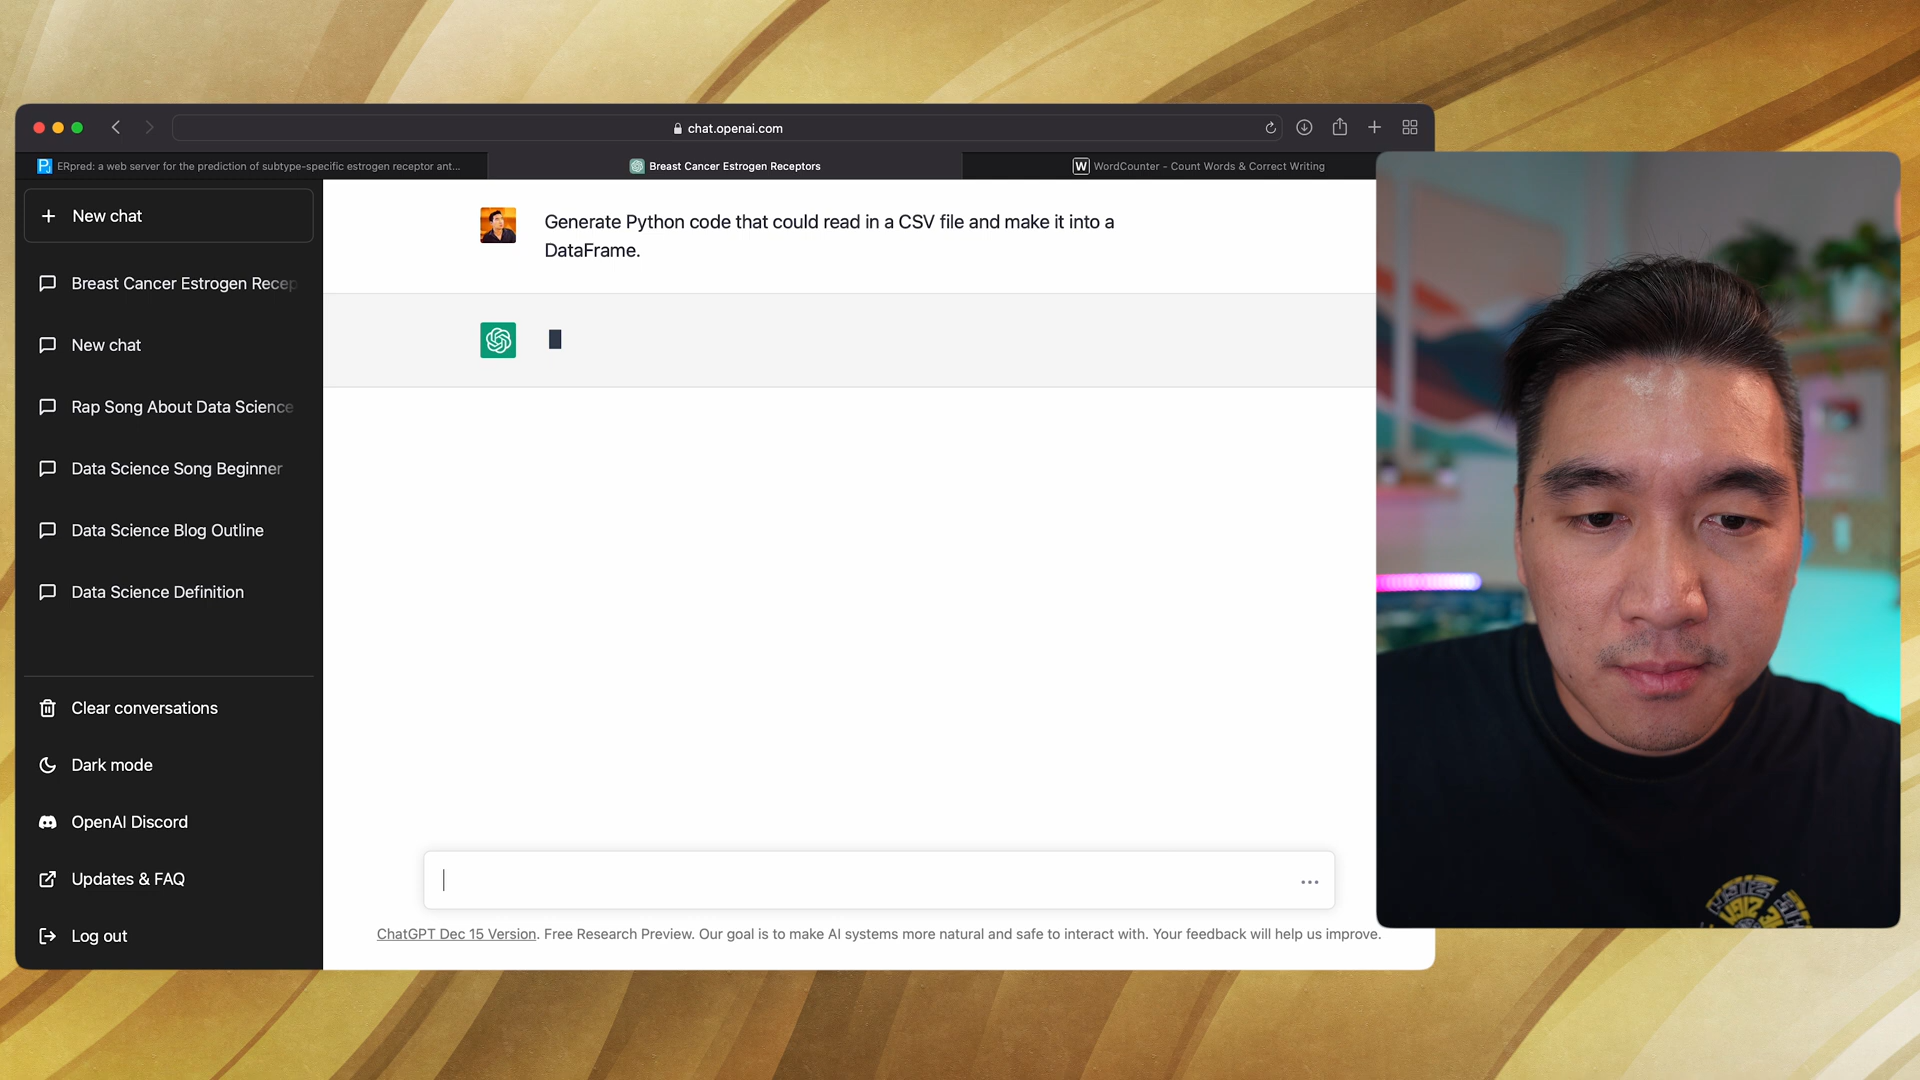 chat.openai.com
ERpred: a web server for the prediction of subtype-specific estrogen receptor ant...
Breast Cancer Estrogen Receptors
W WordCounter - Count Words & Correct Writing
New chat
Breast Cancer Estrogen Recep
New chat
Rap Song About Data Science
Data Science Song Beginner
Data Science Blog Outline
Data Science Definition
Clear conversations
Dark mode
OpenAI Discord
Updates & FAQ
Log out
Generate Python code that could read in a CSV file and make it into a
DataFrame.
ChatGPT Dec 15 Version. Free Research Preview. Our goal is to make AI systems more natural and safe to interact with. Your feedback will help us improve.